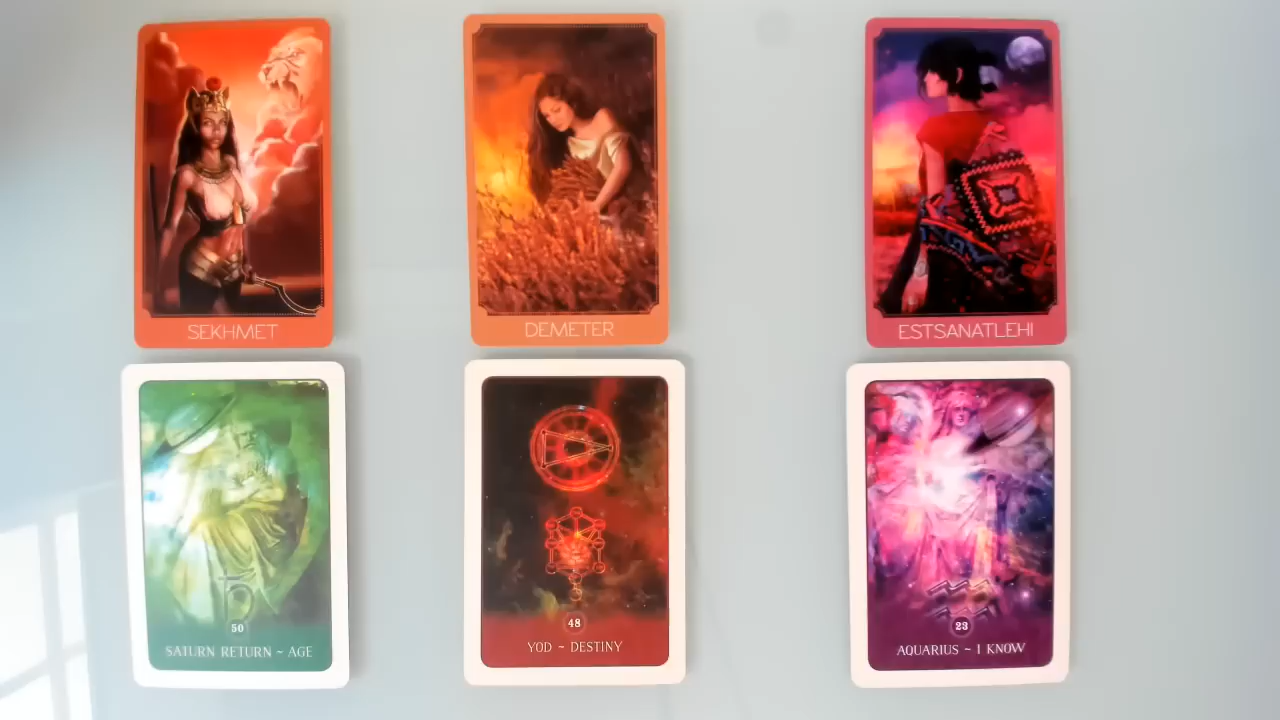 SEKHMET
DEMETER
ESTSANATLEHI
50
SATURN RETURN ~ AGE
48
YOD ~ DESTINY
23
AQUARIUS ~ I KNOW